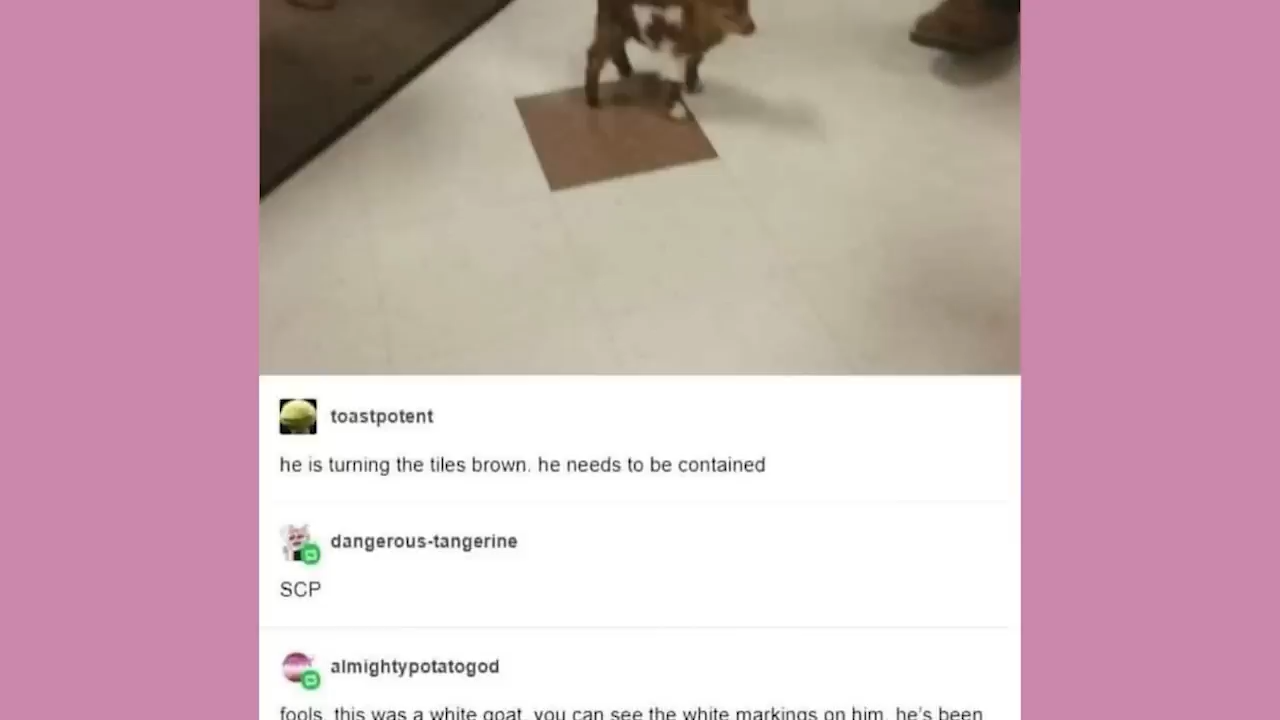 toastpotent
he is turning the tiles brown. he needs to be contained
dangerous-tangerine
SCP
almightypotatogod
fools, this was a white goat, you can see the white markings on him, he's been